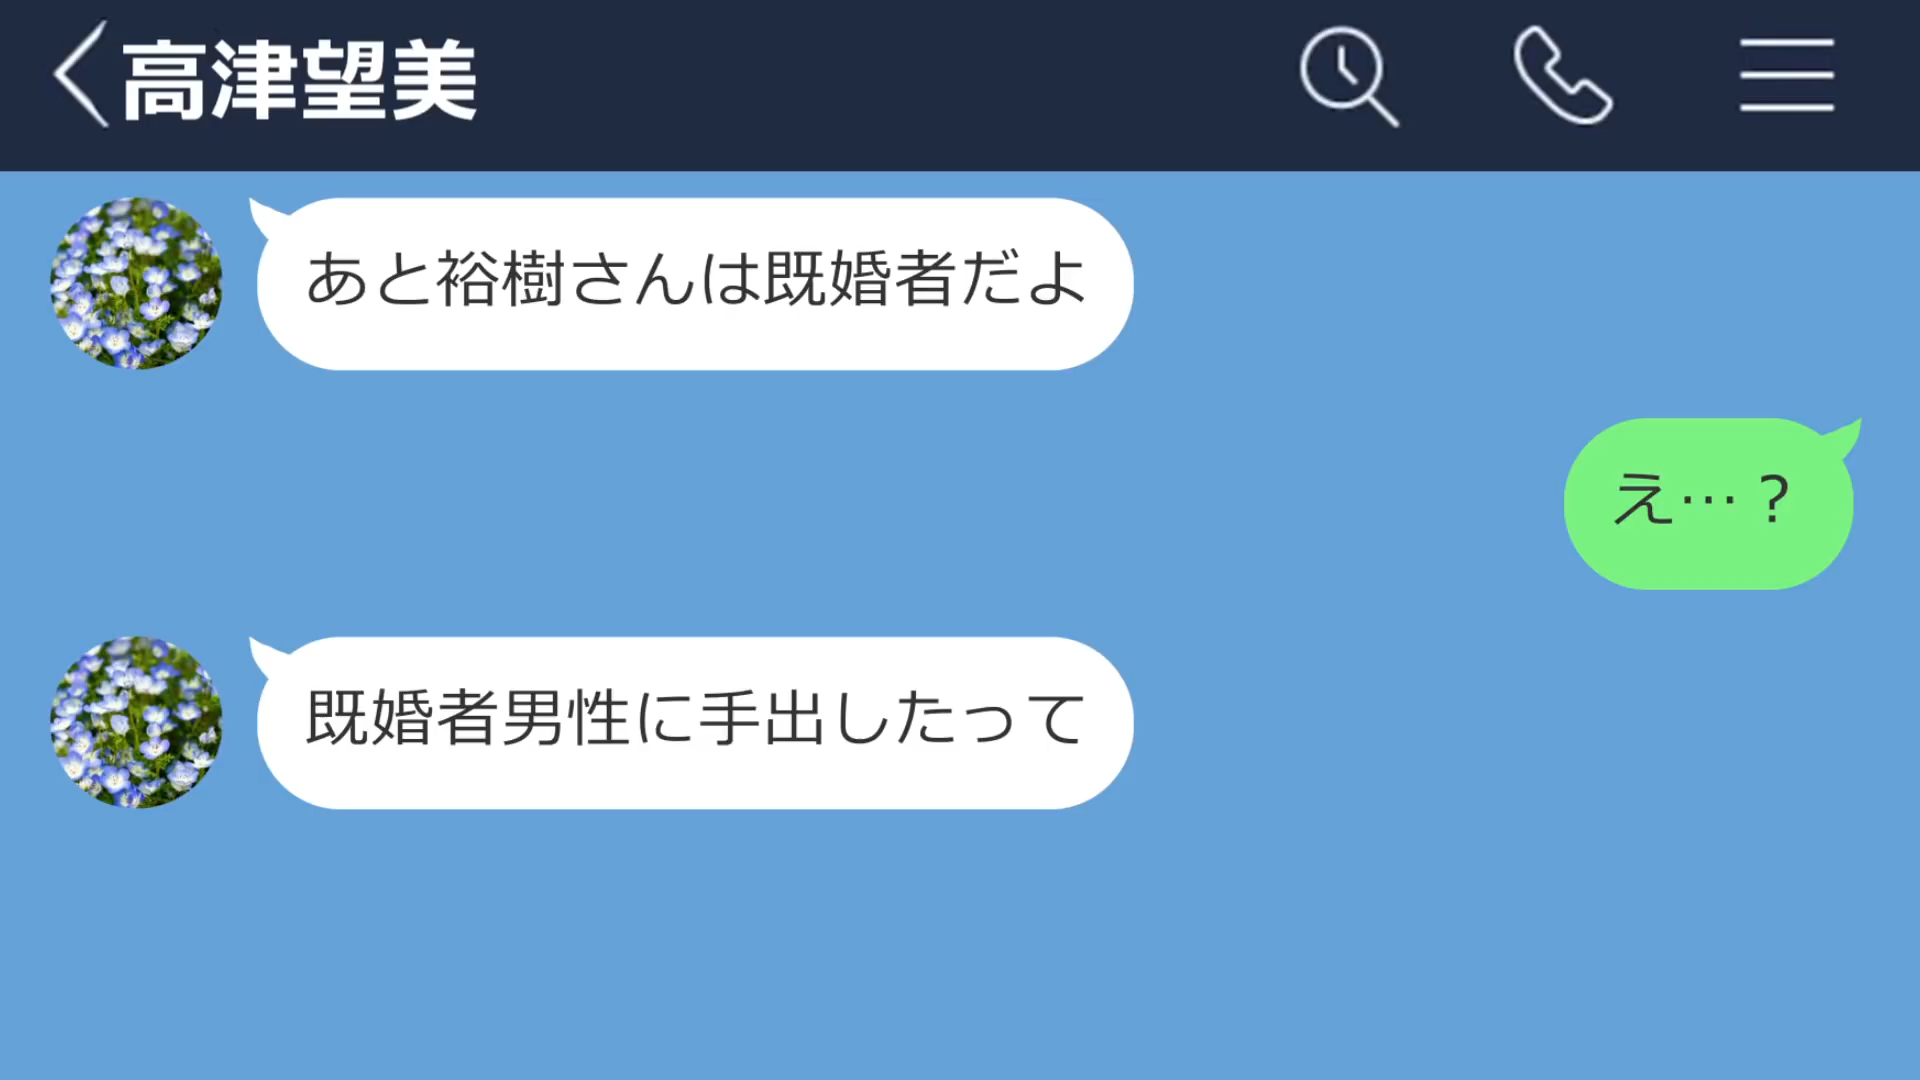 高津望美
あと裕樹さんは既婚者だよ
え…？
既婚者男性に手出したって